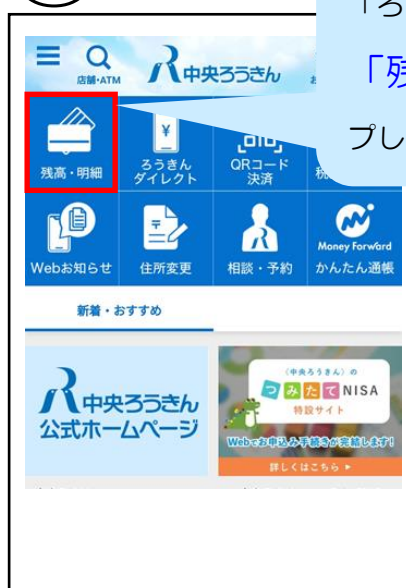 「ろ
「残
プレ
店舗・ATM
中央ろうきん
お
残高・明細
ろうきん
ダイレクト
QRコード
決済
税
Webお知らせ
住所変更
相談・予約
Money Forward
かんたん通帳
新着・おすすめ
中央ろうきん
公式ホームページ
〈中央ろうきん〉の
つみたてNISA
特設サイト
Webでお申込み手続きが完結します!
詳しくはこちら ▶